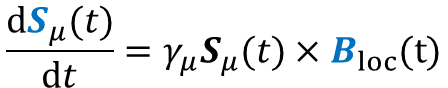 dS_μ(t)/dt = γ_μ S_μ(t) × B_loc(t)